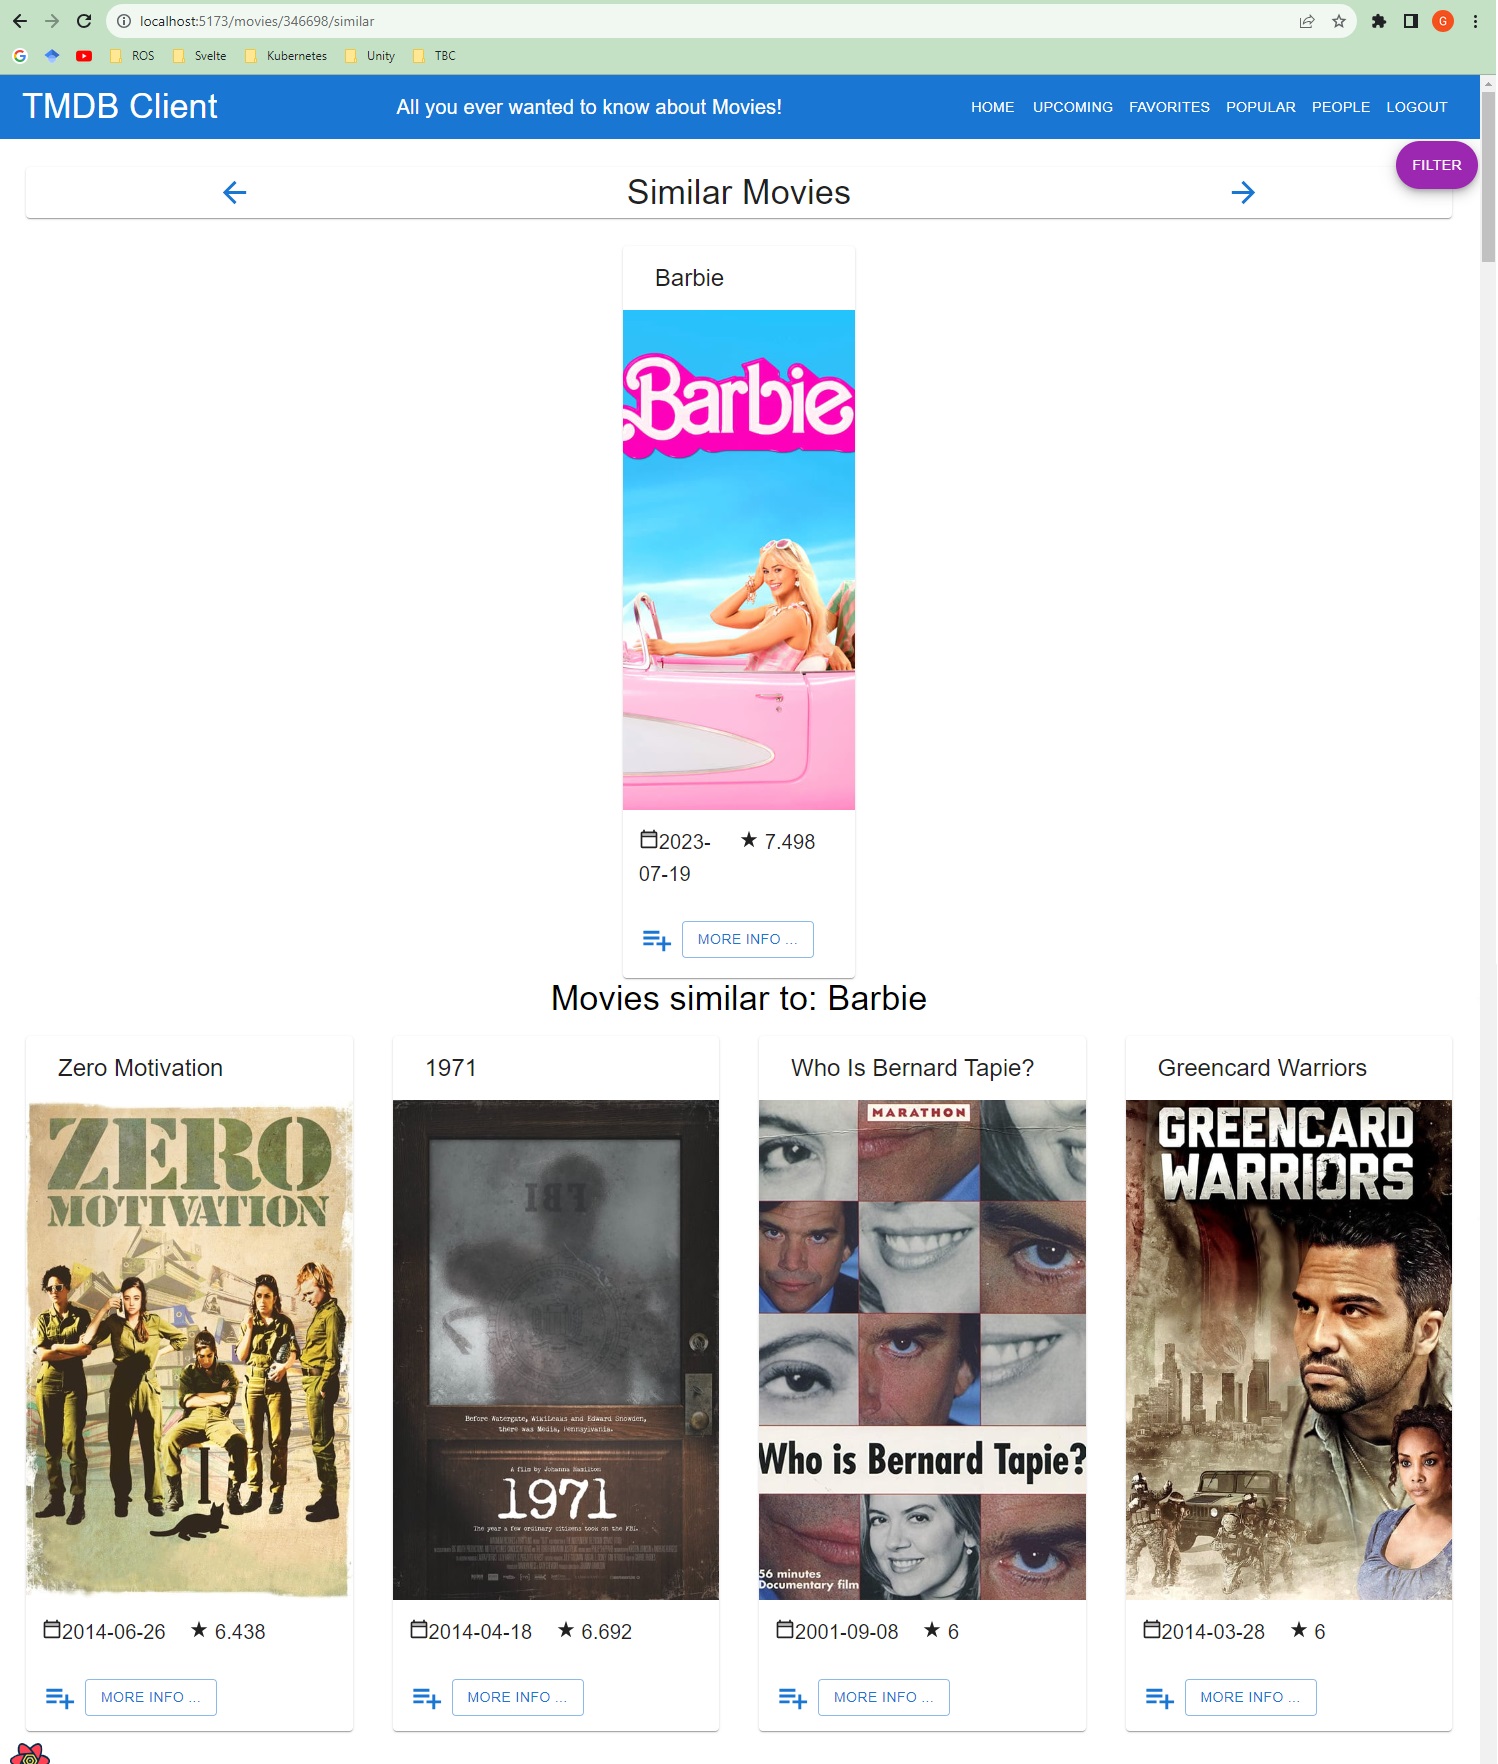 localhost:5173/movies/346698/similar
G
ROS Svelte Kubernetes Unity TBC
TMDB Client
All you ever wanted to know about Movies!
HOME UPCOMING FAVORITES POPULAR PEOPLE LOGOUT
FILTER
Similar Movies
Barbie
Barbie
2023-
07-19
7.498
MORE INFO ...
Movies similar to: Barbie
Zero Motivation
ZERO
MOTIVATION
2014-06-26 6.438
MORE INFO ...
1971
FBI
Before Watergate, WikiLeaks and Edward Snowden,
there was Media, Pennsylvania.
A film by Johanna Hamilton
1971
The year a few ordinary citizens took on the FBI.
2014-04-18 6.692
MORE INFO ...
Who Is Bernard Tapie?
MARATHON
Who is Bernard Tapie?
56 minutes
Documentary film
2001-09-08 6
MORE INFO ...
Greencard Warriors
GREENCARD
WARRIORS
2014-03-28 6
MORE INFO ...